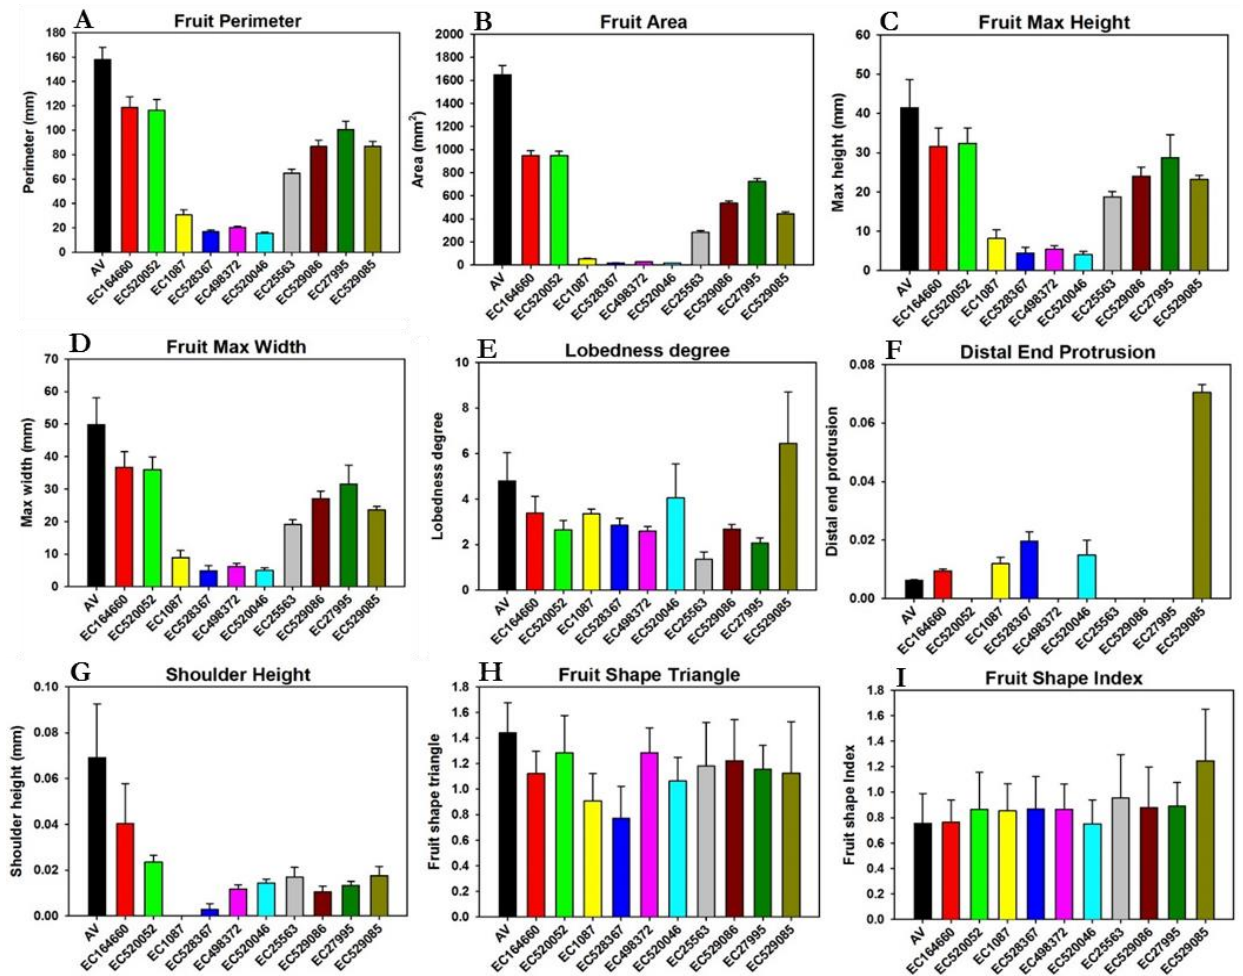 A Fruit Perimeter
Perimeter (mm)
180
160
140
120
100
80
60
40
20
0
AV EC164660 EC520052 EC1087 EC528367 EC498372 EC520046 EC25563 EC529086 EC27995 EC529085
B Fruit Area
Area (mm²)
2000
1800
1600
1400
1200
1000
800
600
400
200
0
AV EC164660 EC520052 EC1087 EC528367 EC498372 EC520046 EC25563 EC529086 EC27995 EC529085
C Fruit Max Height
Max height (mm)
60
50
40
30
20
10
0
AV EC164660 EC520052 EC1087 EC528367 EC498372 EC520046 EC25563 EC529086 EC27995 EC529085
D Fruit Max Width
Max width (mm)
70
60
50
40
30
20
10
0
AV EC164660 EC520052 EC1087 EC528367 EC498372 EC520046 EC25563 EC529086 EC27995 EC529085
E Lobedness degree
Lobedness degree
10
8
6
4
2
0
AV EC164660 EC520052 EC1087 EC528367 EC498372 EC520046 EC25563 EC529086 EC27995 EC529085
F Distal End Protrusion
Distal end protrusion
0.08
0.06
0.04
0.02
0.00
AV EC164660 EC520052 EC1087 EC528367 EC498372 EC520046 EC25563 EC529086 EC27995 EC529085
G Shoulder Height
Shoulder height (mm)
0.10
0.08
0.06
0.04
0.02
0.00
AV EC164660 EC520052 EC1087 EC528367 EC498372 EC520046 EC25563 EC529086 EC27995 EC529085
H Fruit Shape Triangle
Fruit shape triangle
1.8
1.6
1.4
1.2
1.0
0.8
0.6
0.4
0.2
0.0
AV EC164660 EC520052 EC1087 EC528367 EC498372 EC520046 EC25563 EC529086 EC27995 EC529085
I Fruit Shape Index
Fruit shape Index
1.8
1.6
1.4
1.2
1.0
0.8
0.6
0.4
0.2
0.0
AV EC164660 EC520052 EC1087 EC528367 EC498372 EC520046 EC25563 EC529086 EC27995 EC529085